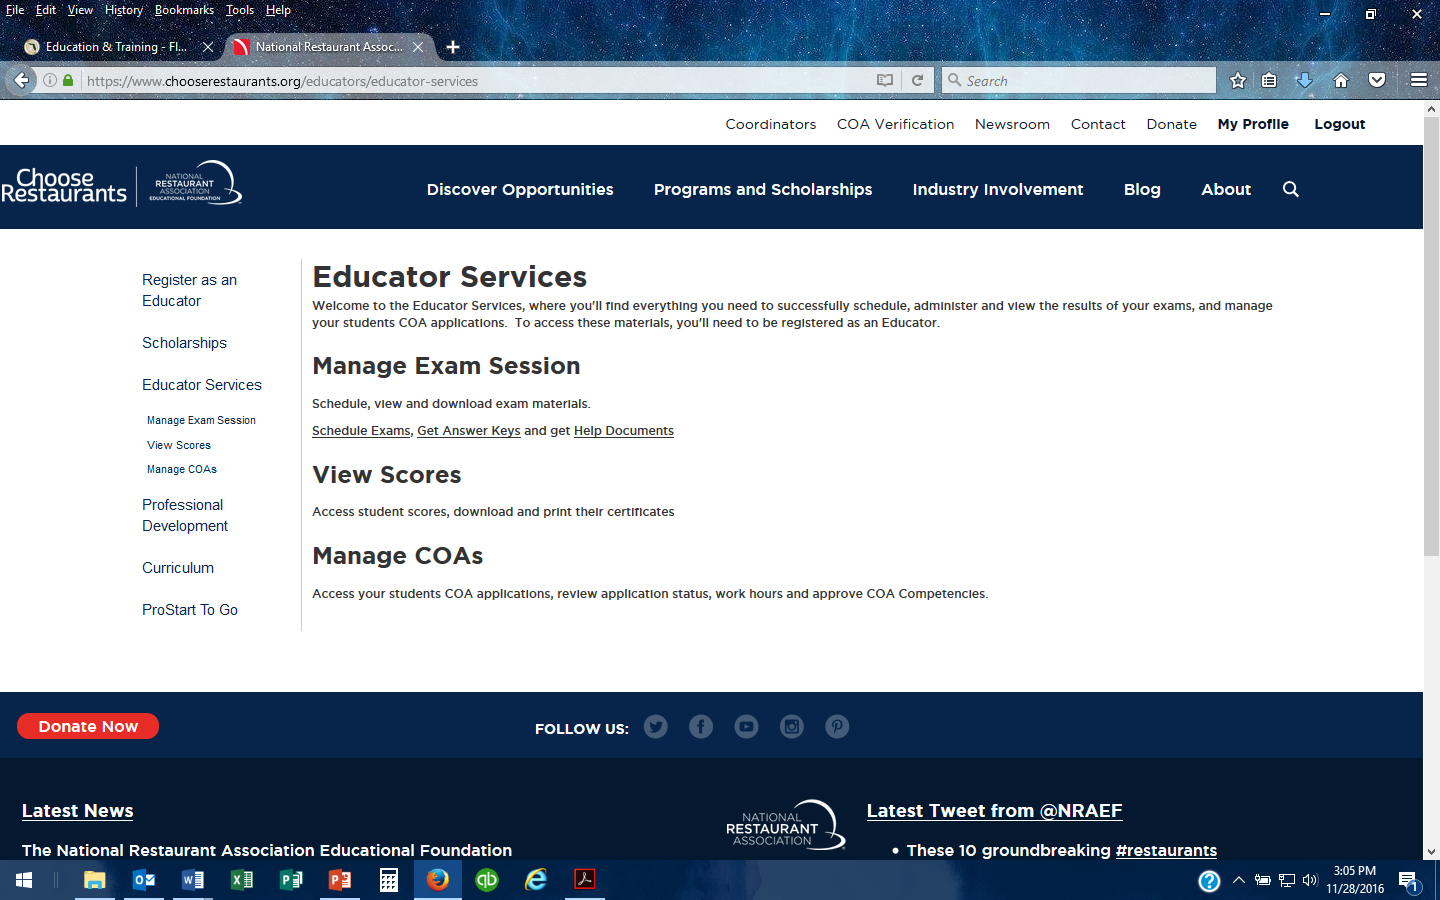 File Edit View History Bookmarks Tools Help
Education & Training - Fl...
National Restaurant Assoc...
https://www.chooserestaurants.org/educators/educator-services
Search
Coordinators COA Verification Newsroom Contact Donate My Profile Logout
Choose
Restaurants
NATIONAL
RESTAURANT
ASSOCIATION
EDUCATIONAL FOUNDATION
Discover Opportunities Programs and Scholarships Industry Involvement Blog About
Register as an
Educator
Scholarships
Educator Services
Manage Exam Session
View Scores
Manage COAs
Professional
Development
Curriculum
ProStart To Go
Educator Services
Welcome to the Educator Services, where you'll find everything you need to successfully schedule, administer and view the results of your exams, and manage
your students COA applications. To access these materials, you'll need to be registered as an Educator.
Manage Exam Session
Schedule, view and download exam materials.
Schedule Exams, Get Answer Keys and get Help Documents
View Scores
Access student scores, download and print their certificates
Manage COAs
Access your students COA applications, review application status, work hours and approve COA Competencies.
Donate Now
FOLLOW US:
Latest News
The National Restaurant Association Educational Foundation
NATIONAL
RESTAURANT
ASSOCIATION
Latest Tweet from @NRAEF
• These 10 groundbreaking #restaurants
3:05 PM
11/28/2016
1